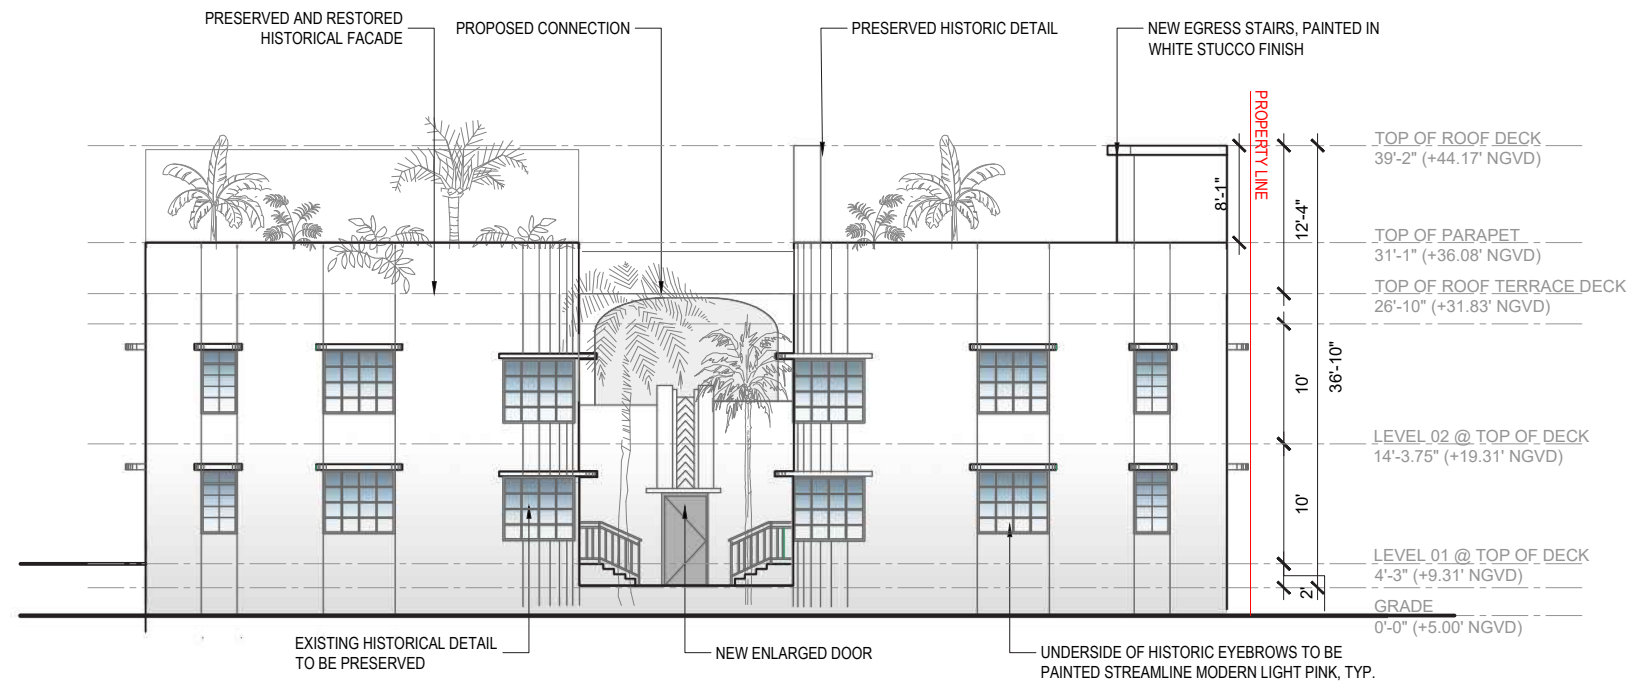 PRESERVED AND RESTORED
HISTORICAL FACADE
PROPOSED CONNECTION
PRESERVED HISTORIC DETAIL
NEW EGRESS STAIRS, PAINTED IN
WHITE STUCCO FINISH
PROPERTY LINE
TOP OF ROOF DECK
39'-2" (+44.17' NGVD)
8'-1"
12'-4"
TOP OF PARAPET
31'-1" (+36.08' NGVD)
TOP OF ROOF TERRACE DECK
26'-10" (+31.83' NGVD)
36'-10"
10'
LEVEL 02 @ TOP OF DECK
14'-3.75" (+19.31' NGVD)
10'
LEVEL 01 @ TOP OF DECK
4'-3" (+9.31' NGVD)
2'
GRADE
0'-0" (+5.00' NGVD)
EXISTING HISTORICAL DETAIL
TO BE PRESERVED
NEW ENLARGED DOOR
UNDERSIDE OF HISTORIC EYEBROWS TO BE
PAINTED STREAMLINE MODERN LIGHT PINK, TYP.